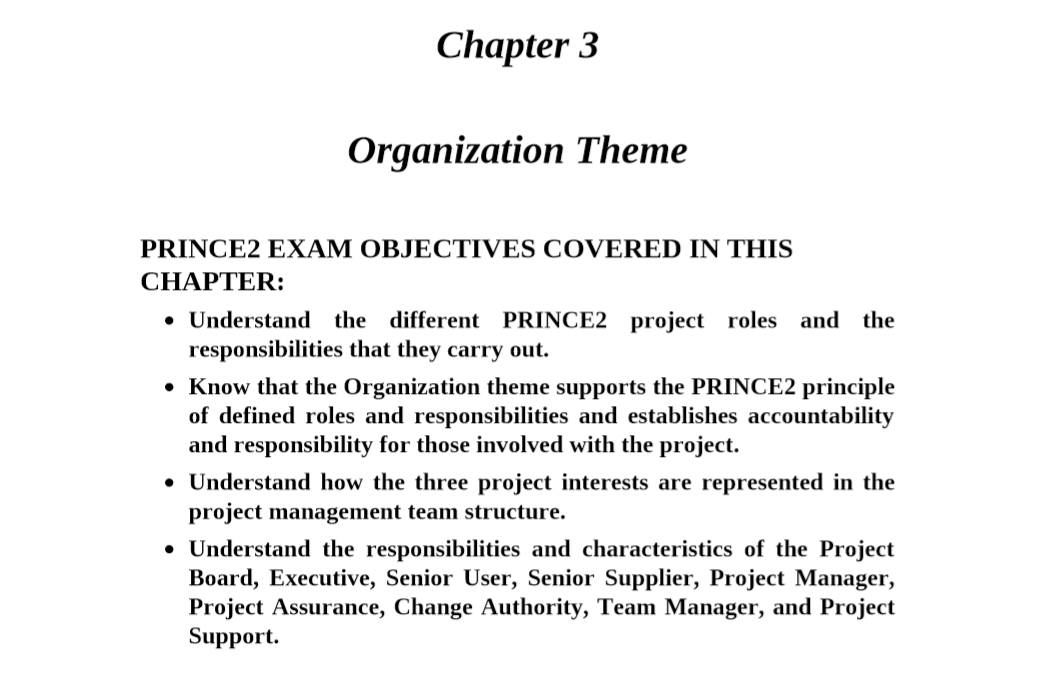 Chapter 3
Organization Theme
PRINCE2 EXAM OBJECTIVES COVERED IN THIS
CHAPTER:
• Understand the different PRINCE2 project roles and the
responsibilities that they carry out.
• Know that the Organization theme supports the PRINCE2 principle
of defined roles and responsibilities and establishes accountability
and responsibility for those involved with the project.
• Understand how the three project interests are represented in the
project management team structure.
• Understand the responsibilities and characteristics of the Project
Board, Executive, Senior User, Senior Supplier, Project Manager,
Project Assurance, Change Authority, Team Manager, and Project
Support.